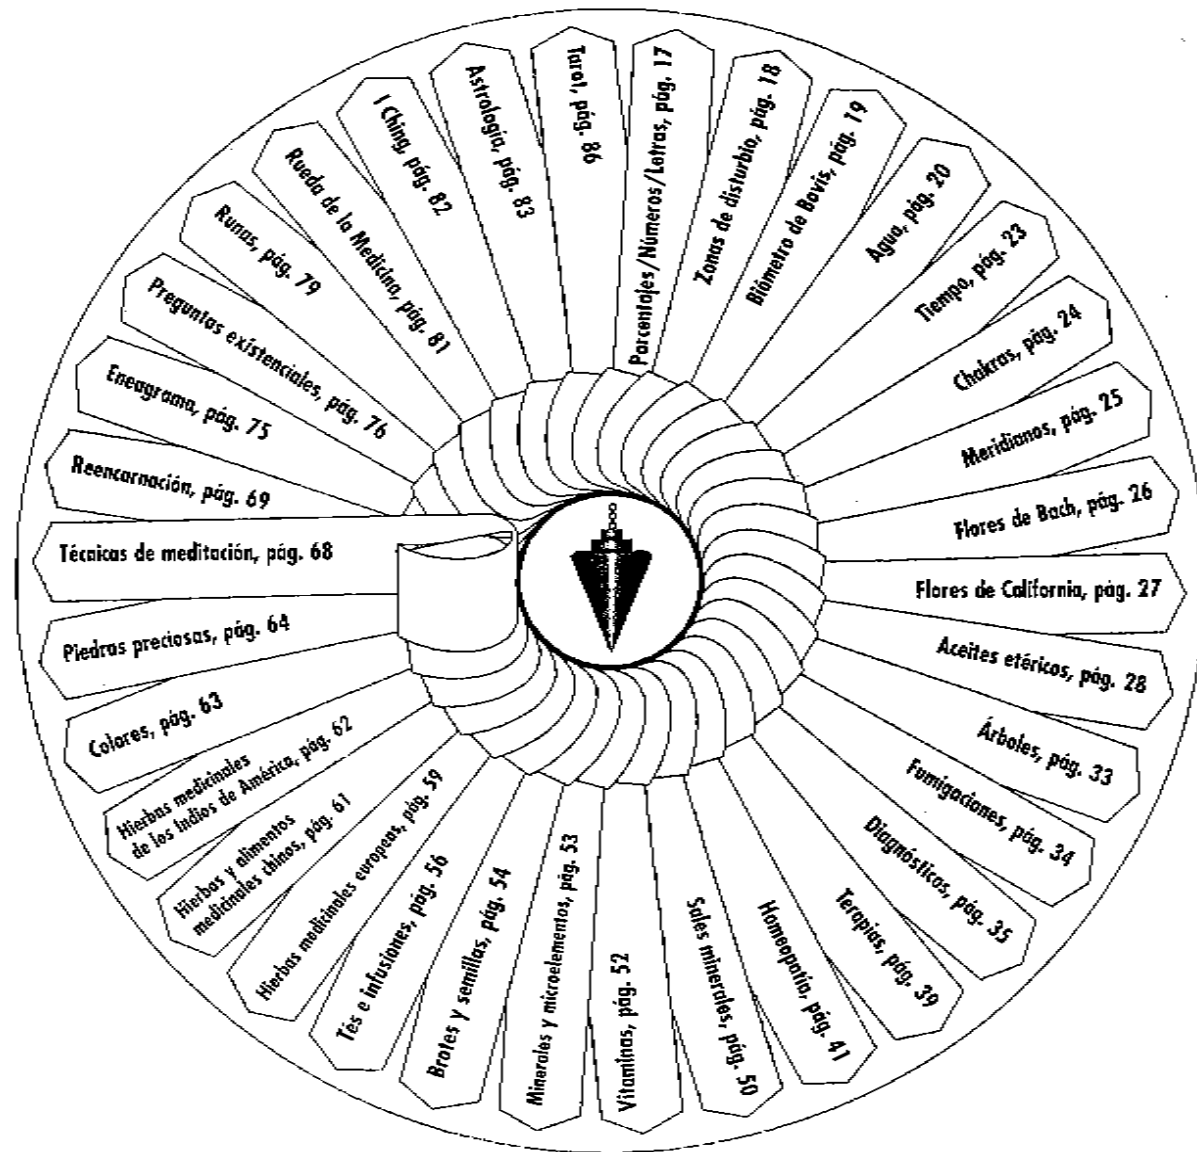 Porcentajes/Números/Letras, pág. 17
Zonas de disturbio, pág. 18
Biómetro de Bovis, pág. 19
Agua, pág. 20
Tiempo, pág. 23
Chakras, pág. 24
Meridianos, pág. 25
Flores de Bach, pág. 26
Flores de California, pág. 27
Aceites etéricos, pág. 28
Árboles, pág. 33
Fumigaciones, pág. 34
Diagnósticos, pág. 35
Terapias, pág. 39
Homeopatía, pág. 41
Sales minerales, pág. 50
Vitaminas, pág. 52
Minerales y microelementos, pág. 53
Brotes y semillas, pág. 54
Tés e infusiones, pág. 56
Hierbas medicinales europeas, pág. 59
Hierbas y alimentos
medicinales chinos, pág. 61
Hierbas medicinales
de los Indios de América, pág. 62
Colores, pág. 63
Piedras preciosas, pág. 64
Técnicas de meditación, pág. 68
Reencarnación, pág. 69
Eneagrama, pág. 75
Preguntas existenciales, pág. 76
Runas, pág. 79
Rueda de la Medicina, pág. 81
I Ching, pág. 82
Astrología, pág. 83
Tarot, pág. 86